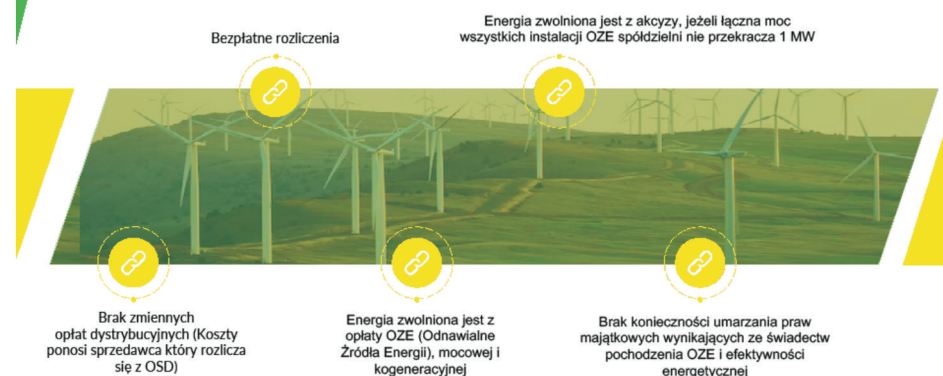 Bezpłatne rozliczenia
Energia zwolniona jest z akcyzy, jeżeli łączna moc
wszystkich instalacji OZE spółdzielni nie przekracza 1 MW
Brak zmiennych
opłat dystrybucyjnych (Koszty
ponosi sprzedawca który rozlicza
się z OSD)
Energia zwolniona jest z
opłaty OZE (Odnawialne
Źródła Energii), mocowej i
kogeneracyjnej
Brak konieczności umarzania praw
majątkowych wynikających ze świadectw
pochodzenia OZE i efektywności
energetycznej